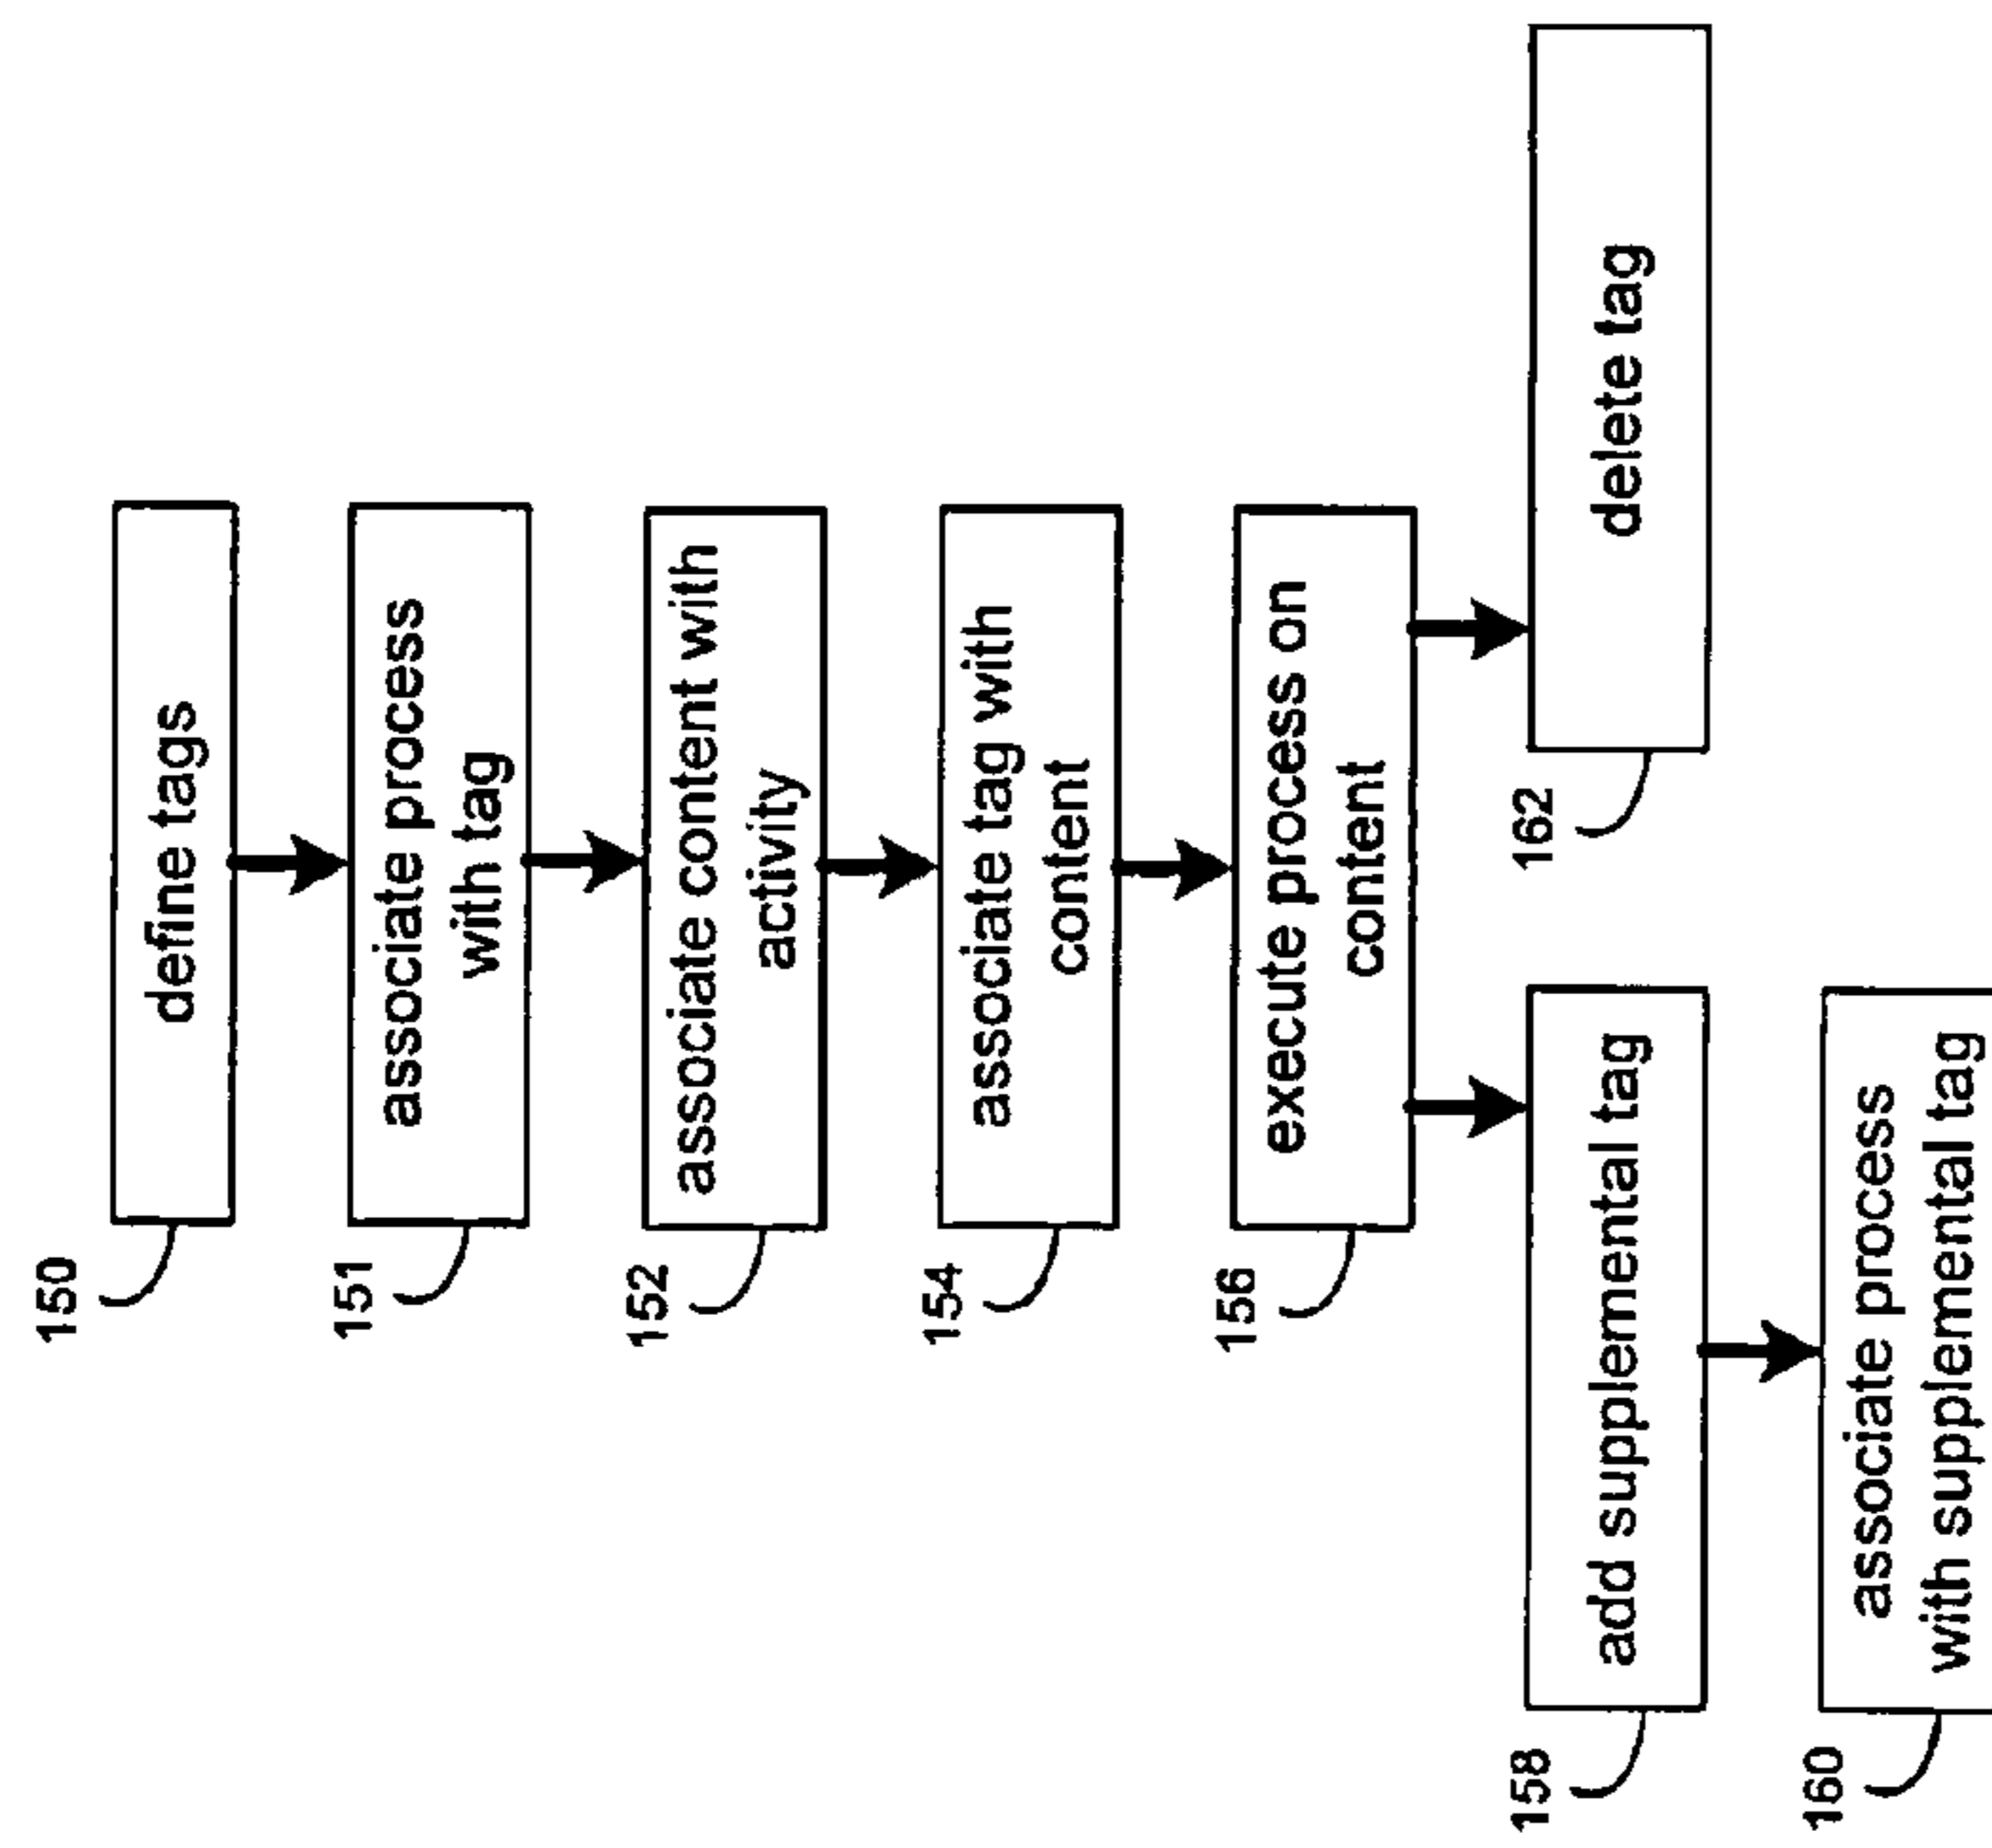 150
define tags
151
associate process
with tag
152
associate content with
activity
154
associate tag with
content
156
execute process on
content
158
add supplemental tag
162
delete tag
160
associate process
with supplemental tag